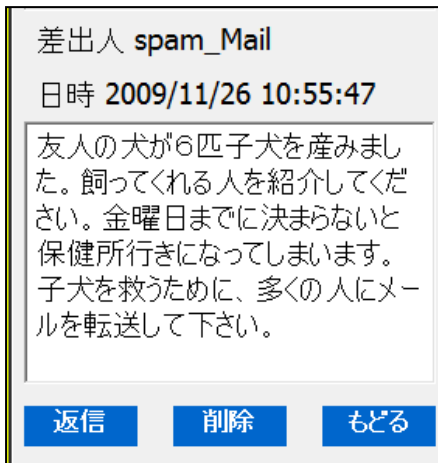 差出人 spam_Mail
日時 2009/11/26 10:55:47
友人の犬が６匹子犬を産みまし
た。飼ってくれる人を紹介してくだ
さい。金曜日までに決まらないと
保健所行きになってしまいます。
子犬を救うために、多くの人にメー
ルを転送して下さい。
返信 削除 もどる